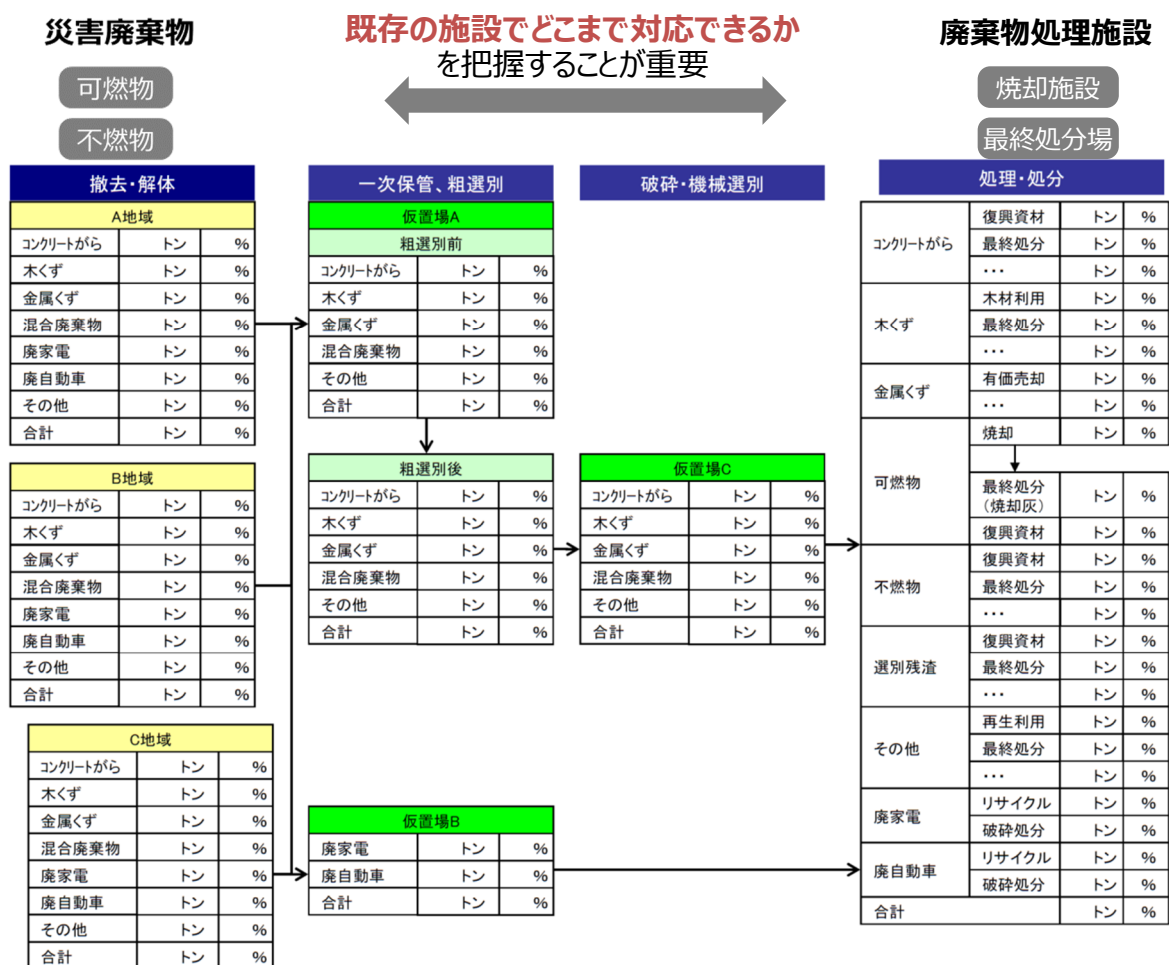 災害廃棄物
可燃物
不燃物
既存の施設でどこまで対応できるか
を把握することが重要
廃棄物処理施設
焼却施設
最終処分場
撤去・解体
A地域
コンクリートがら トン %
木くず トン %
金属くず トン %
混合廃棄物 トン %
廃家電 トン %
廃自動車 トン %
その他 トン %
合計 トン %
B地域
コンクリートがら トン %
木くず トン %
金属くず トン %
混合廃棄物 トン %
廃家電 トン %
廃自動車 トン %
その他 トン %
合計 トン %
C地域
コンクリートがら トン %
木くず トン %
金属くず トン %
混合廃棄物 トン %
廃家電 トン %
廃自動車 トン %
その他 トン %
合計 トン %
一次保管、粗選別
仮置場A
粗選別前
コンクリートがら トン %
木くず トン %
金属くず トン %
混合廃棄物 トン %
その他 トン %
合計 トン %
粗選別後
コンクリートがら トン %
木くず トン %
金属くず トン %
混合廃棄物 トン %
その他 トン %
合計 トン %
仮置場B
廃家電 トン %
廃自動車 トン %
合計 トン %
破砕・機械選別
仮置場C
コンクリートがら トン %
木くず トン %
金属くず トン %
混合廃棄物 トン %
その他 トン %
合計 トン %
処理・処分
コンクリートがら
復興資材 トン %
最終処分 トン %
・・・ トン %
木くず
木材利用 トン %
最終処分 トン %
・・・ トン %
金属くず
有価売却 トン %
・・・ トン %
可燃物
焼却 トン %
最終処分
(焼却灰) トン %
復興資材 トン %
不燃物
復興資材 トン %
最終処分 トン %
・・・ トン %
選別残渣
復興資材 トン %
最終処分 トン %
・・・ トン %
その他
再生利用 トン %
最終処分 トン %
・・・ トン %
廃家電
リサイクル トン %
破砕処分 トン %
廃自動車
リサイクル トン %
破砕処分 トン %
合計 トン %